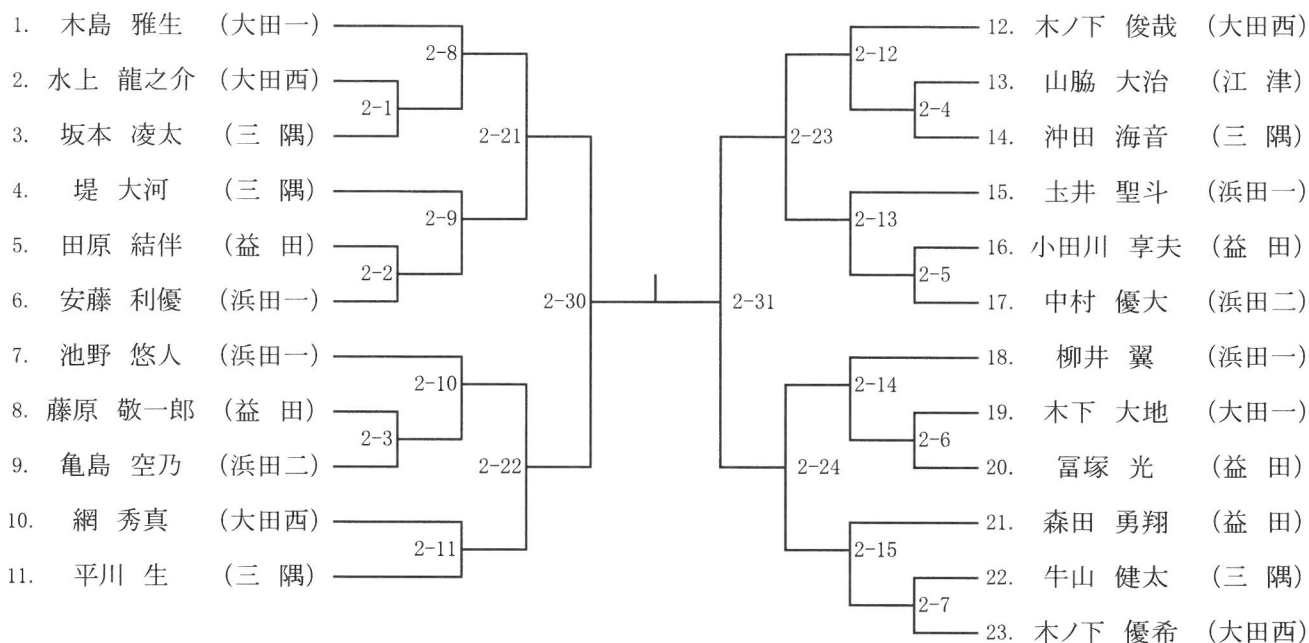 1. 木島 雅生 (大田一)
2. 水上 龍之介 (大田西)
3. 坂本 凌太 (三 隅)
4. 堤 大河 (三 隅)
5. 田原 結伴 (益 田)
6. 安藤 利優 (浜田一)
7. 池野 悠人 (浜田一)
8. 藤原 敬一郎 (益 田)
9. 亀島 空乃 (浜田二)
10. 網 秀真 (大田西)
11. 平川 生 (三 隅)
2-8
2-1
2-21
2-9
2-2
2-30
2-10
2-3
2-22
2-11
2-12
2-4
2-23
2-13
2-5
2-31
2-14
2-6
2-24
2-15
2-7
12. 木ノ下 俊哉 (大田西)
13. 山脇 大治 (江 津)
14. 沖田 海音 (三 隅)
15. 圡井 聖斗 (浜田一)
16. 小田川 享夫 (益 田)
17. 中村 優大 (浜田二)
18. 柳井 翼 (浜田一)
19. 木下 大地 (大田一)
20. 冨塚 光 (益 田)
21. 森田 勇翔 (益 田)
22. 牛山 健太 (三 隅)
23. 木ノ下 優希 (大田西)